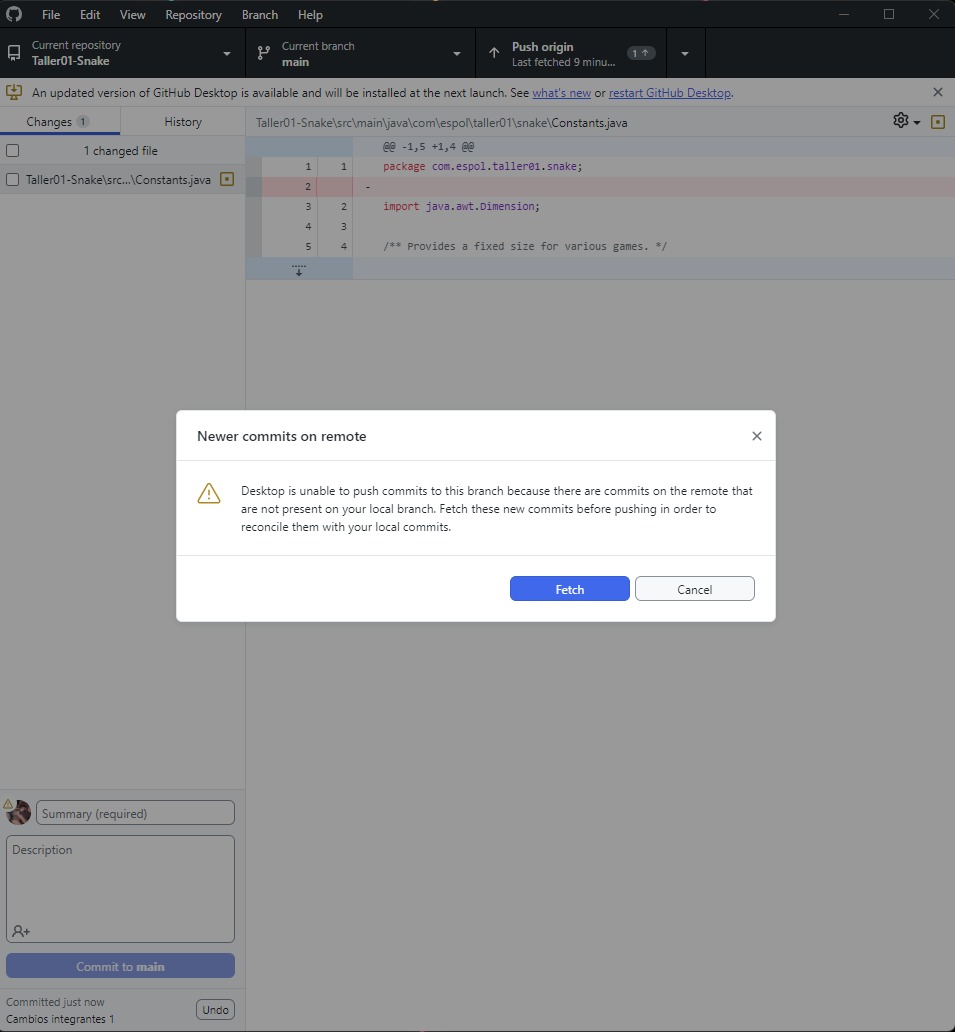 File Edit View Repository Branch Help
Current repository
Taller01-Snake
Current branch
main
Push origin
Last fetched 9 minu...
1
An updated version of GitHub Desktop is available and will be installed at the next launch. See what's new or restart GitHub Desktop.
Changes 1
History
Taller01-Snake\src\main\java\com\espol\taller01\snake\Constants.java
1 changed file
Taller01-Snake\src...\Constants.java
@@ -1,5 +1,4 @@
1 1 package com.espol.taller01.snake;
2 -
3 2 import java.awt.Dimension;
4 3
5 4 /** Provides a fixed size for various games. */
Newer commits on remote
Desktop is unable to push commits to this branch because there are commits on the remote that
are not present on your local branch. Fetch these new commits before pushing in order to
reconcile them with your local commits.
Fetch
Cancel
Summary (required)
Description
Commit to main
Committed just now
Cambios integrantes 1
Undo